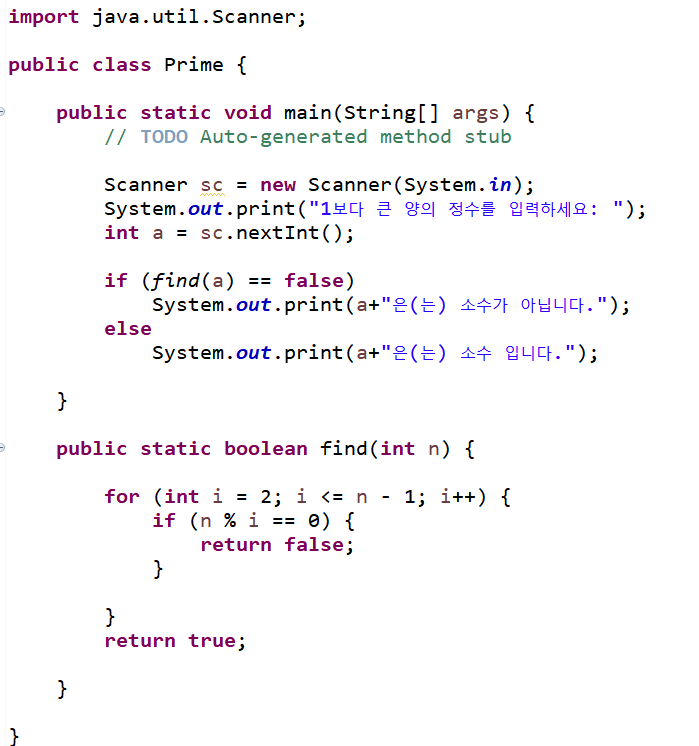 import java.util.Scanner;
public class Prime {
public static void main(String[] args) {
// TODO Auto-generated method stub
Scanner sc = new Scanner(System.in);
System.out.print("1보다 큰 양의 정수를 입력하세요: ");
int a = sc.nextInt();
if (find(a) == false)
System.out.print(a+"은(는) 소수가 아닙니다.");
else
System.out.print(a+"은(는) 소수 입니다.");
}
public static boolean find(int n) {
for (int i = 2; i <= n - 1; i++) {
if (n % i == 0) {
return false;
}
}
return true;
}
}